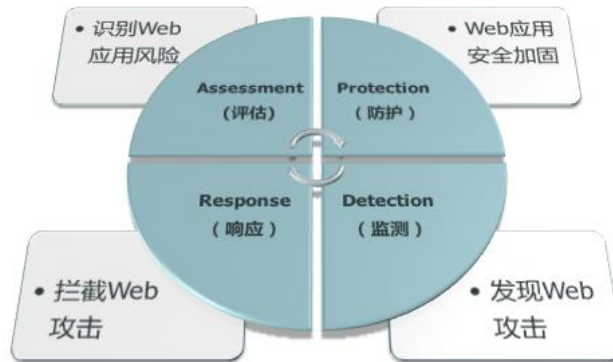 • 识别Web
应用风险
• Web应用
安全加固
Assessment
(评估)
Protection
（防护）
Response
（响应）
Detection
（监测）
• 拦截Web
攻击
• 发现Web
攻击